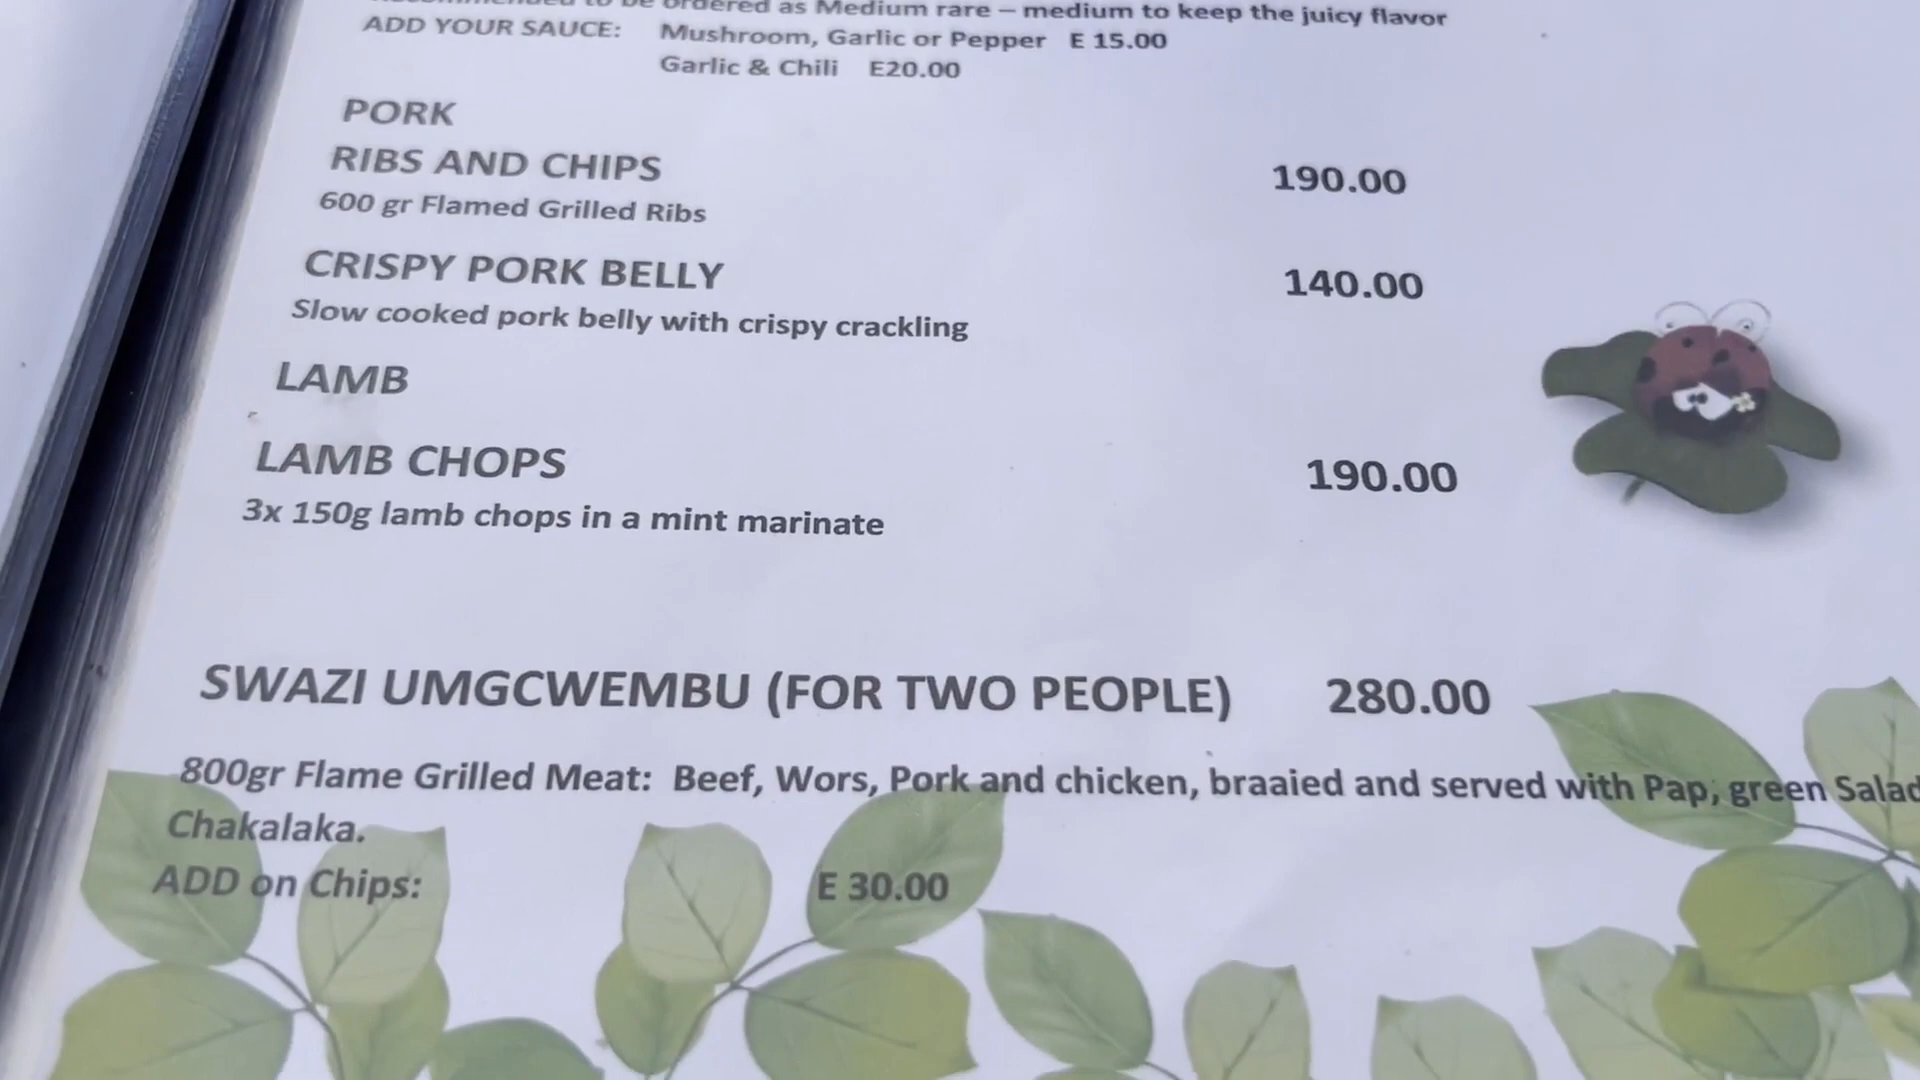 to be ordered as Medium rare – medium to keep the juicy flavor
ADD YOUR SAUCE: Mushroom, Garlic or Pepper E 15.00
Garlic & Chili E20.00
PORK
RIBS AND CHIPS 190.00
600 gr Flamed Grilled Ribs
CRISPY PORK BELLY 140.00
Slow cooked pork belly with crispy crackling
LAMB
LAMB CHOPS 190.00
3x 150g lamb chops in a mint marinate
SWAZI UMGCWEMBU (FOR TWO PEOPLE) 280.00
800gr Flame Grilled Meat: Beef, Wors, Pork and chicken, braaied and served with Pap, green Salad
Chakalaka.
ADD on Chips: E 30.00